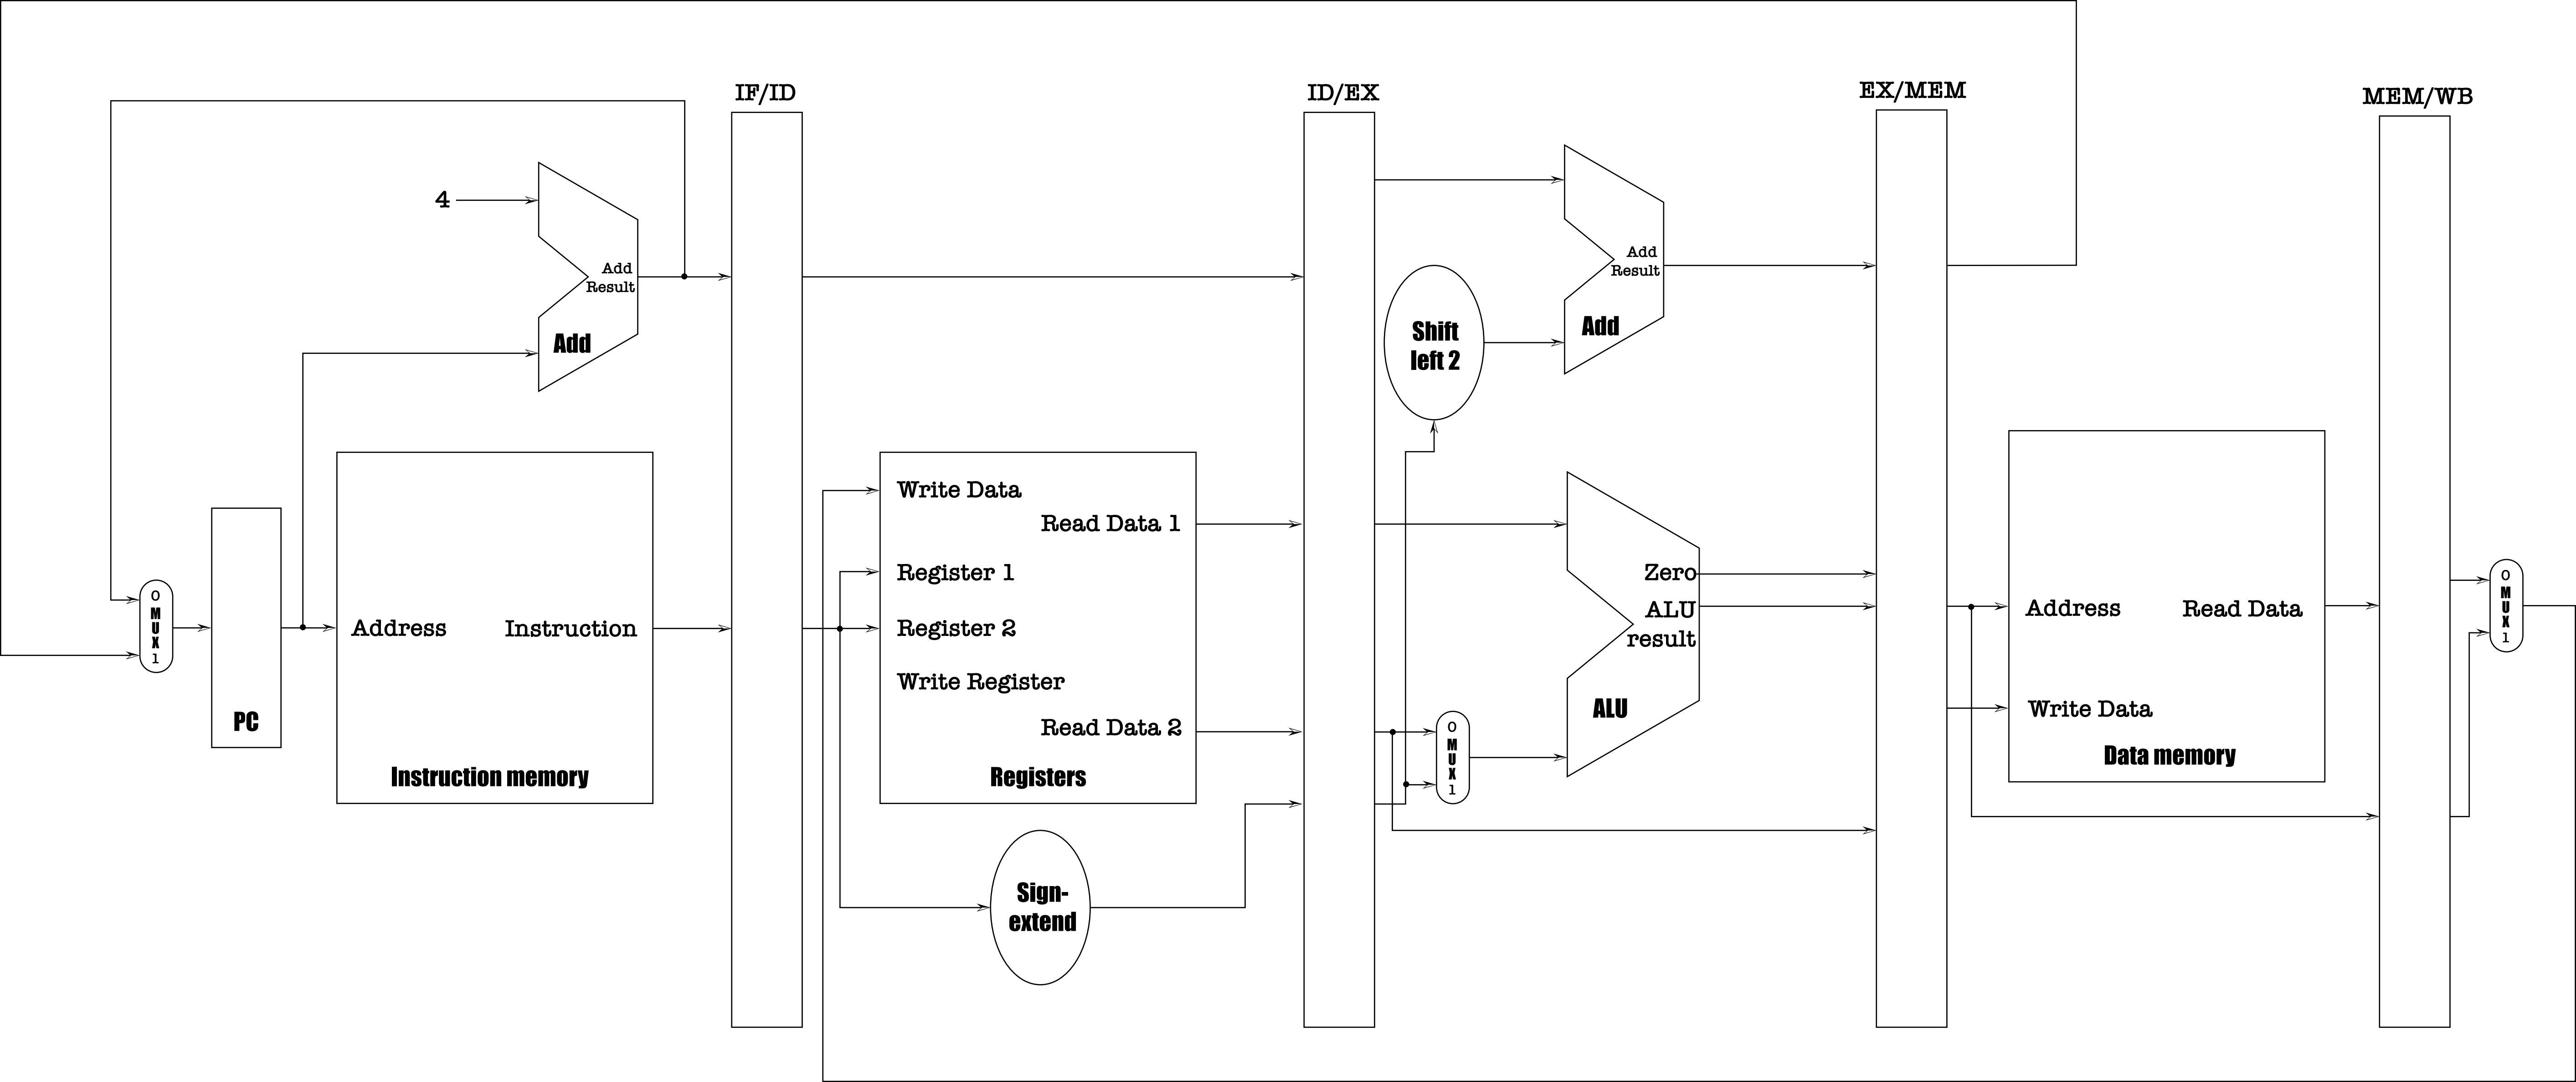 IF/ID
ID/EX
EX/MEM
MEM/WB
4
Add
Result
Add
Add
Result
Add
Shift
left 2
0
M
U
X
1
PC
Address
Instruction
Instruction memory
Write Data
Read Data 1
Register 1
Register 2
Write Register
Read Data 2
Registers
Sign-
extend
0
M
U
X
1
Zero
ALU
result
ALU
Address
Read Data
Write Data
Data memory
0
M
U
X
1